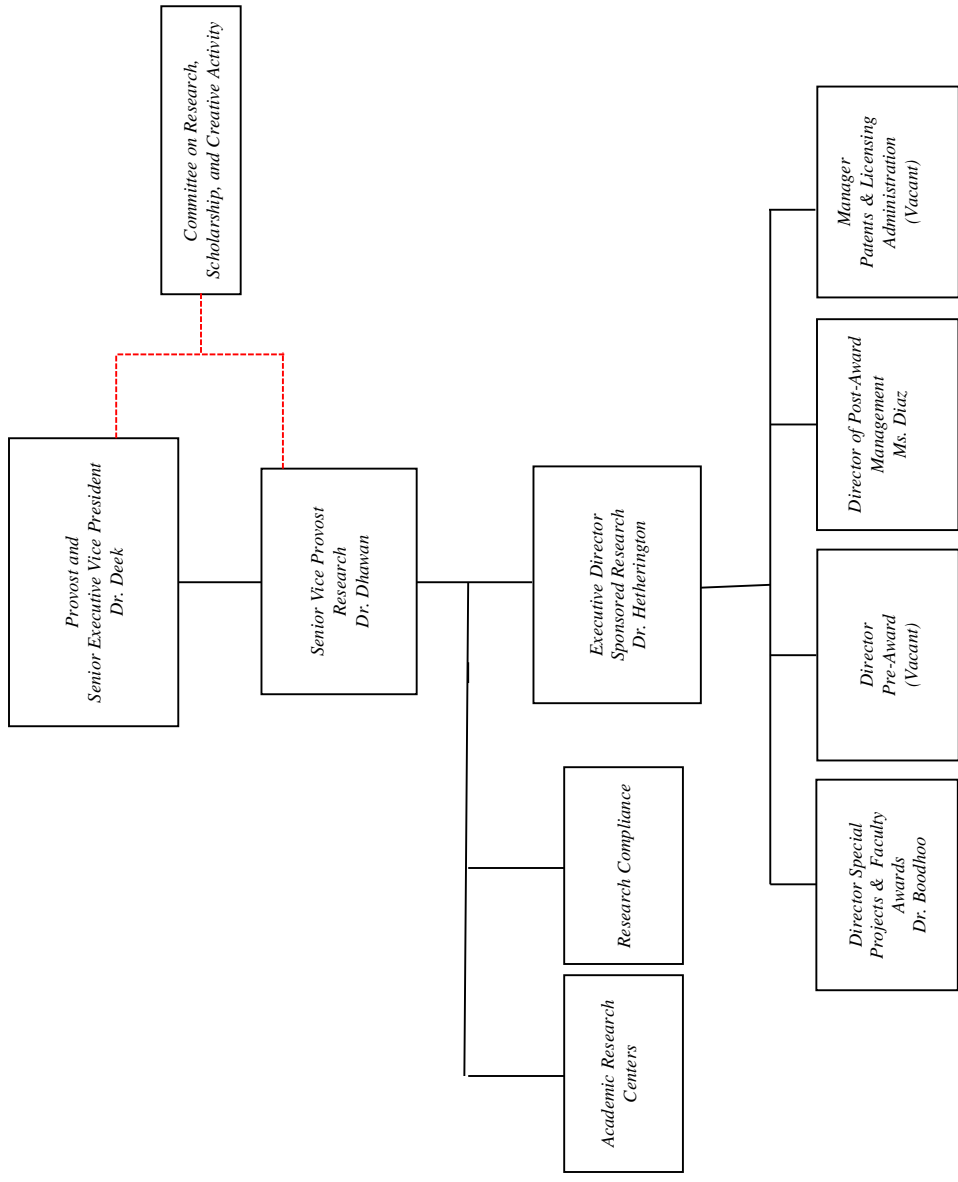 Committee on Research,
Scholarship, and Creative Activity
Provost and
Senior Executive Vice President
Dr. Deek
Senior Vice Provost
Research
Dr. Dhawan
Executive Director
Sponsored Research
Dr. Hetherington
Academic Research
Centers
Research Compliance
Director Special
Projects & Faculty
Awards
Dr. Boodhoo
Director
Pre-Award
(Vacant)
Director of Post-Award
Management
Ms. Diaz
Manager
Patents & Licensing
Administration
(Vacant)